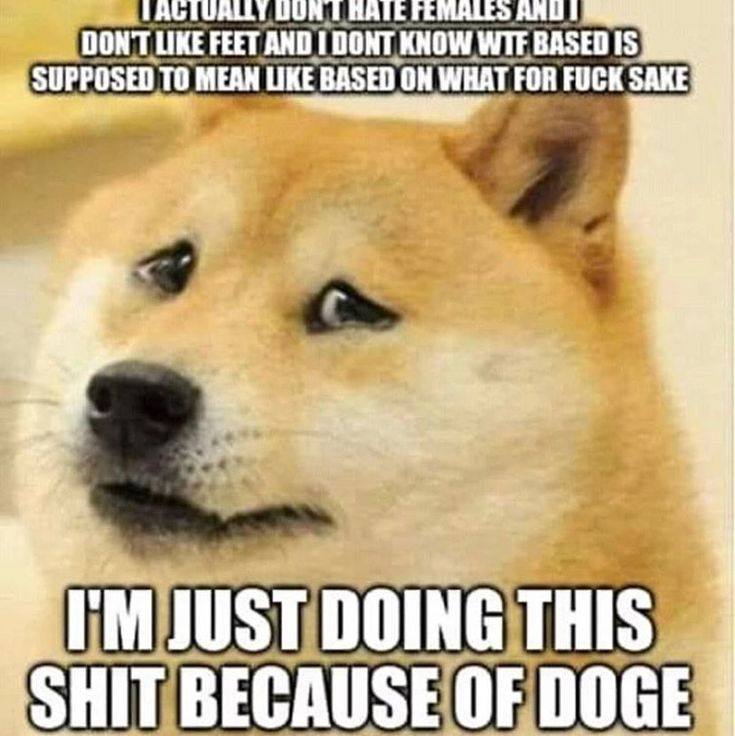 I ACTUALLY DON'T HATE FEMALES AND I
DON'T LIKE FEET AND I DONT KNOW WTF BASED IS
SUPPOSED TO MEAN LIKE BASED ON WHAT FOR FUCK SAKE
I'M JUST DOING THIS
SHIT BECAUSE OF DOGE